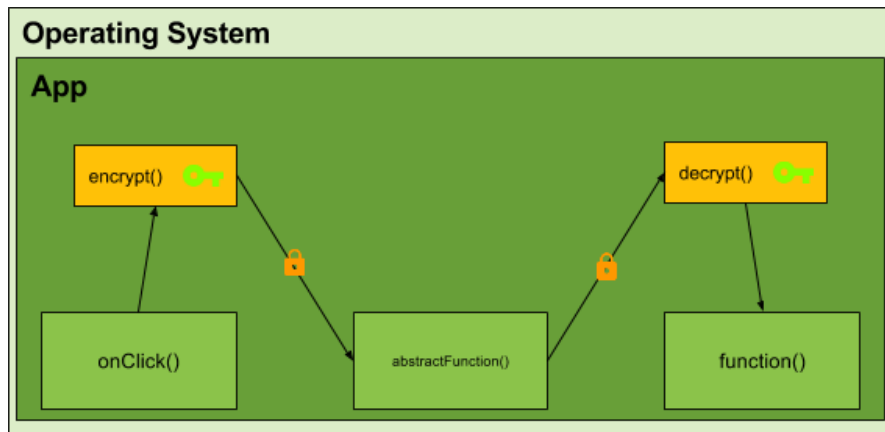 Operating System
App
encrypt()
decrypt()
onClick()
abstractFunction()
function()